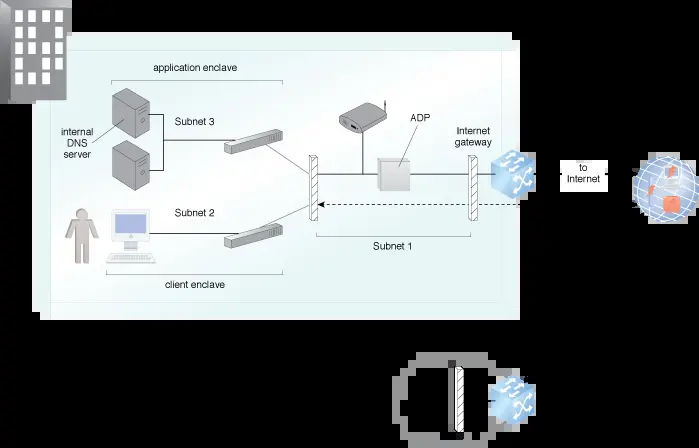 application enclave
Subnet 3
internal
DNS
server
ADP
Internet
gateway
to
Internet
Subnet 2
Subnet 1
client enclave